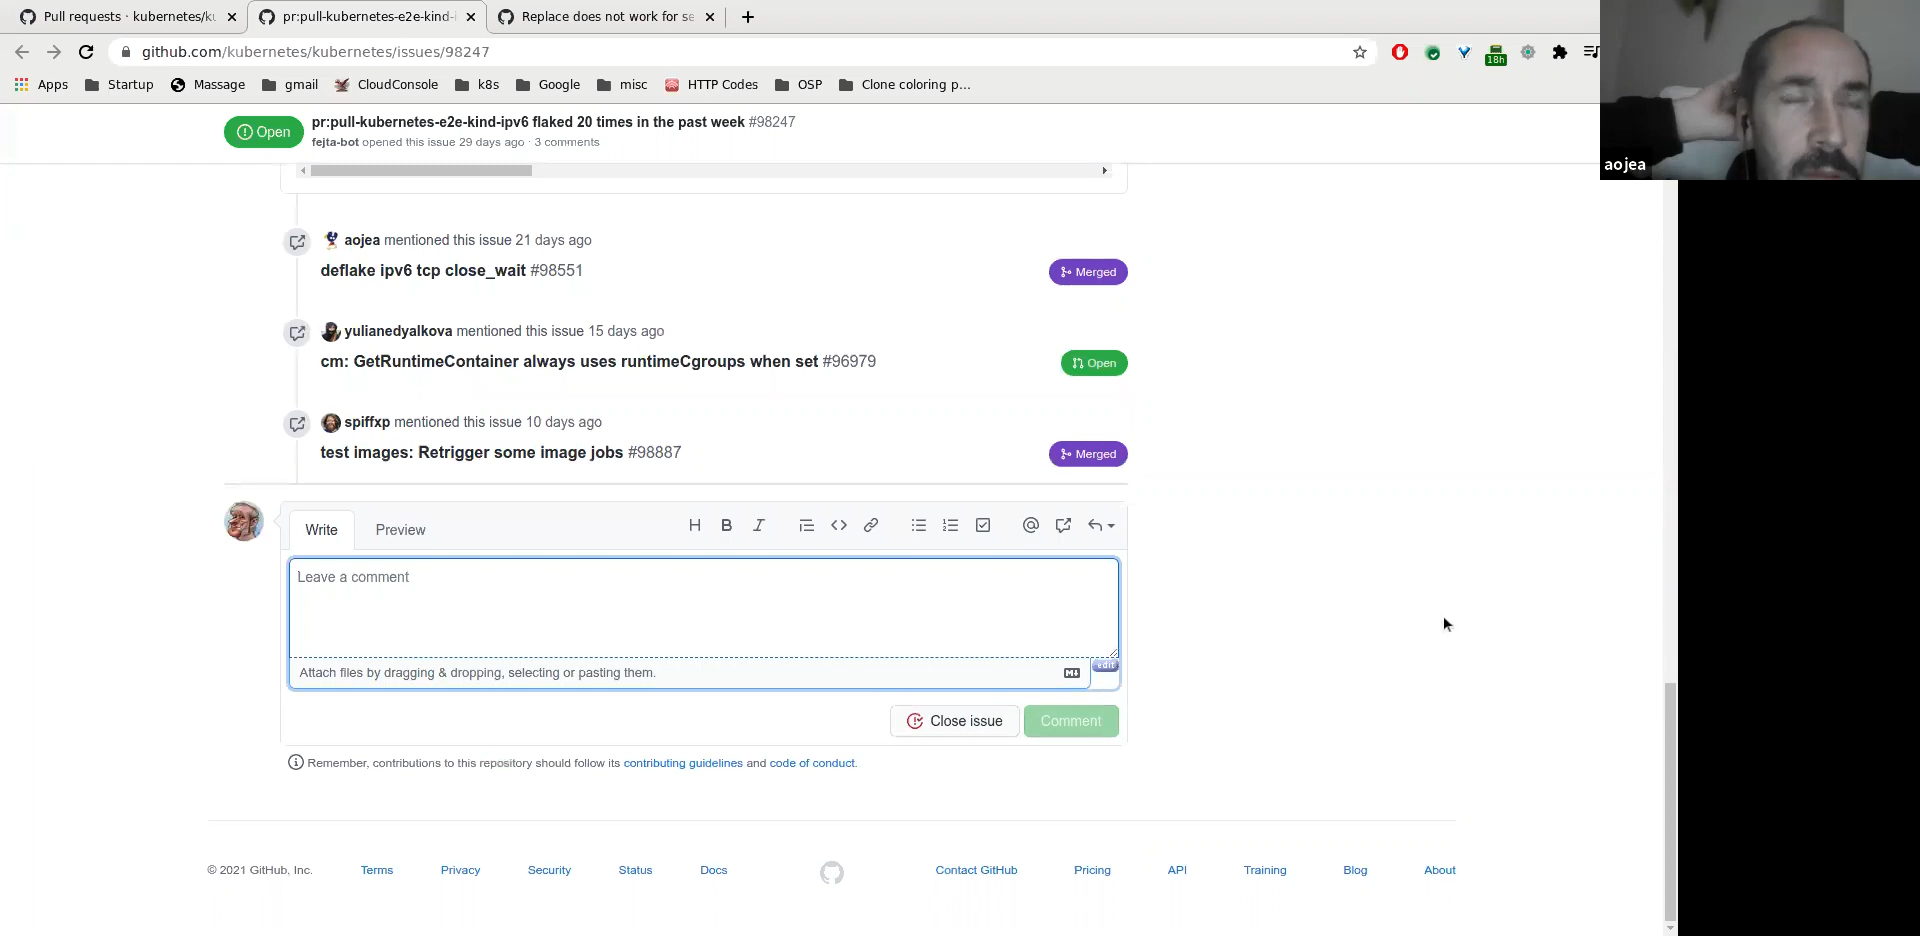 Pull requests · kubernetes/ku
pr:pull-kubernetes-e2e-kind-i
Replace does not work for se
github.com/kubernetes/kubernetes/issues/98247
18h
Apps
Startup
Massage
gmail
CloudConsole
k8s
Google
misc
HTTP Codes
OSP
Clone coloring p...
Open
pr:pull-kubernetes-e2e-kind-ipv6 flaked 20 times in the past week #98247
fejta-bot opened this issue 29 days ago · 3 comments
aojea
aojea mentioned this issue 21 days ago
deflake ipv6 tcp close_wait #98551
Merged
yulianedyalkova mentioned this issue 15 days ago
cm: GetRuntimeContainer always uses runtimeCgroups when set #96979
Open
spiffxp mentioned this issue 10 days ago
test images: Retrigger some image jobs #98887
Merged
Write
Preview
Leave a comment
Attach files by dragging & dropping, selecting or pasting them.
edit
Close issue
Comment
Remember, contributions to this repository should follow its contributing guidelines and code of conduct.
© 2021 GitHub, Inc.
Terms
Privacy
Security
Status
Docs
Contact GitHub
Pricing
API
Training
Blog
About